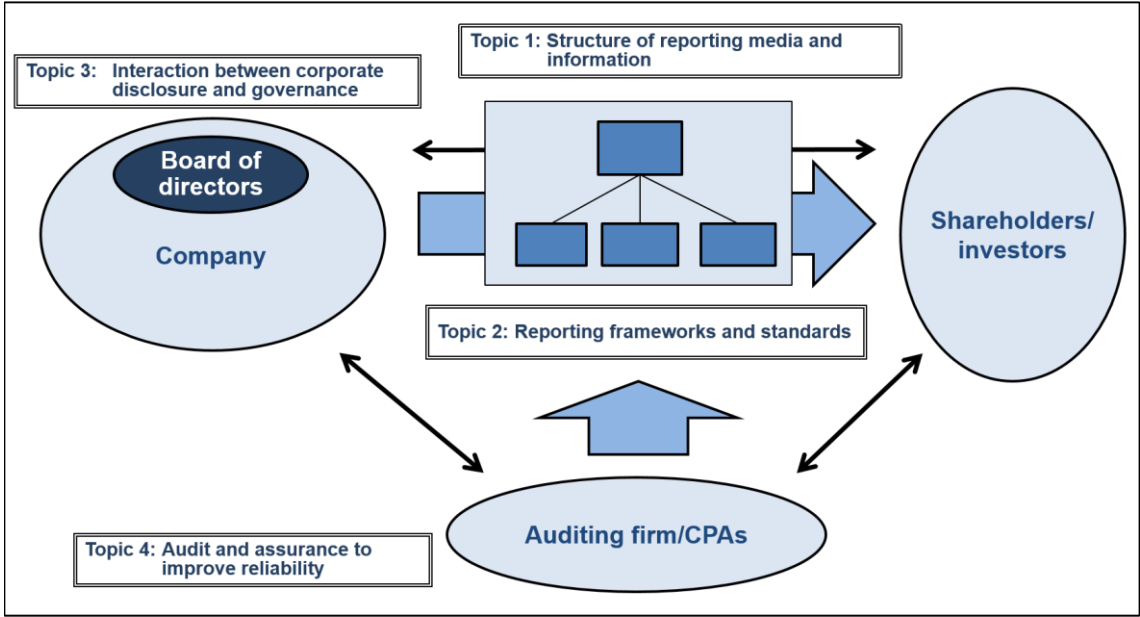 Topic 1: Structure of reporting media and
information
Topic 3: Interaction between corporate
disclosure and governance
Board of
directors
Company
Shareholders/
investors
Topic 2: Reporting frameworks and standards
Auditing firm/CPAs
Topic 4: Audit and assurance to
improve reliability